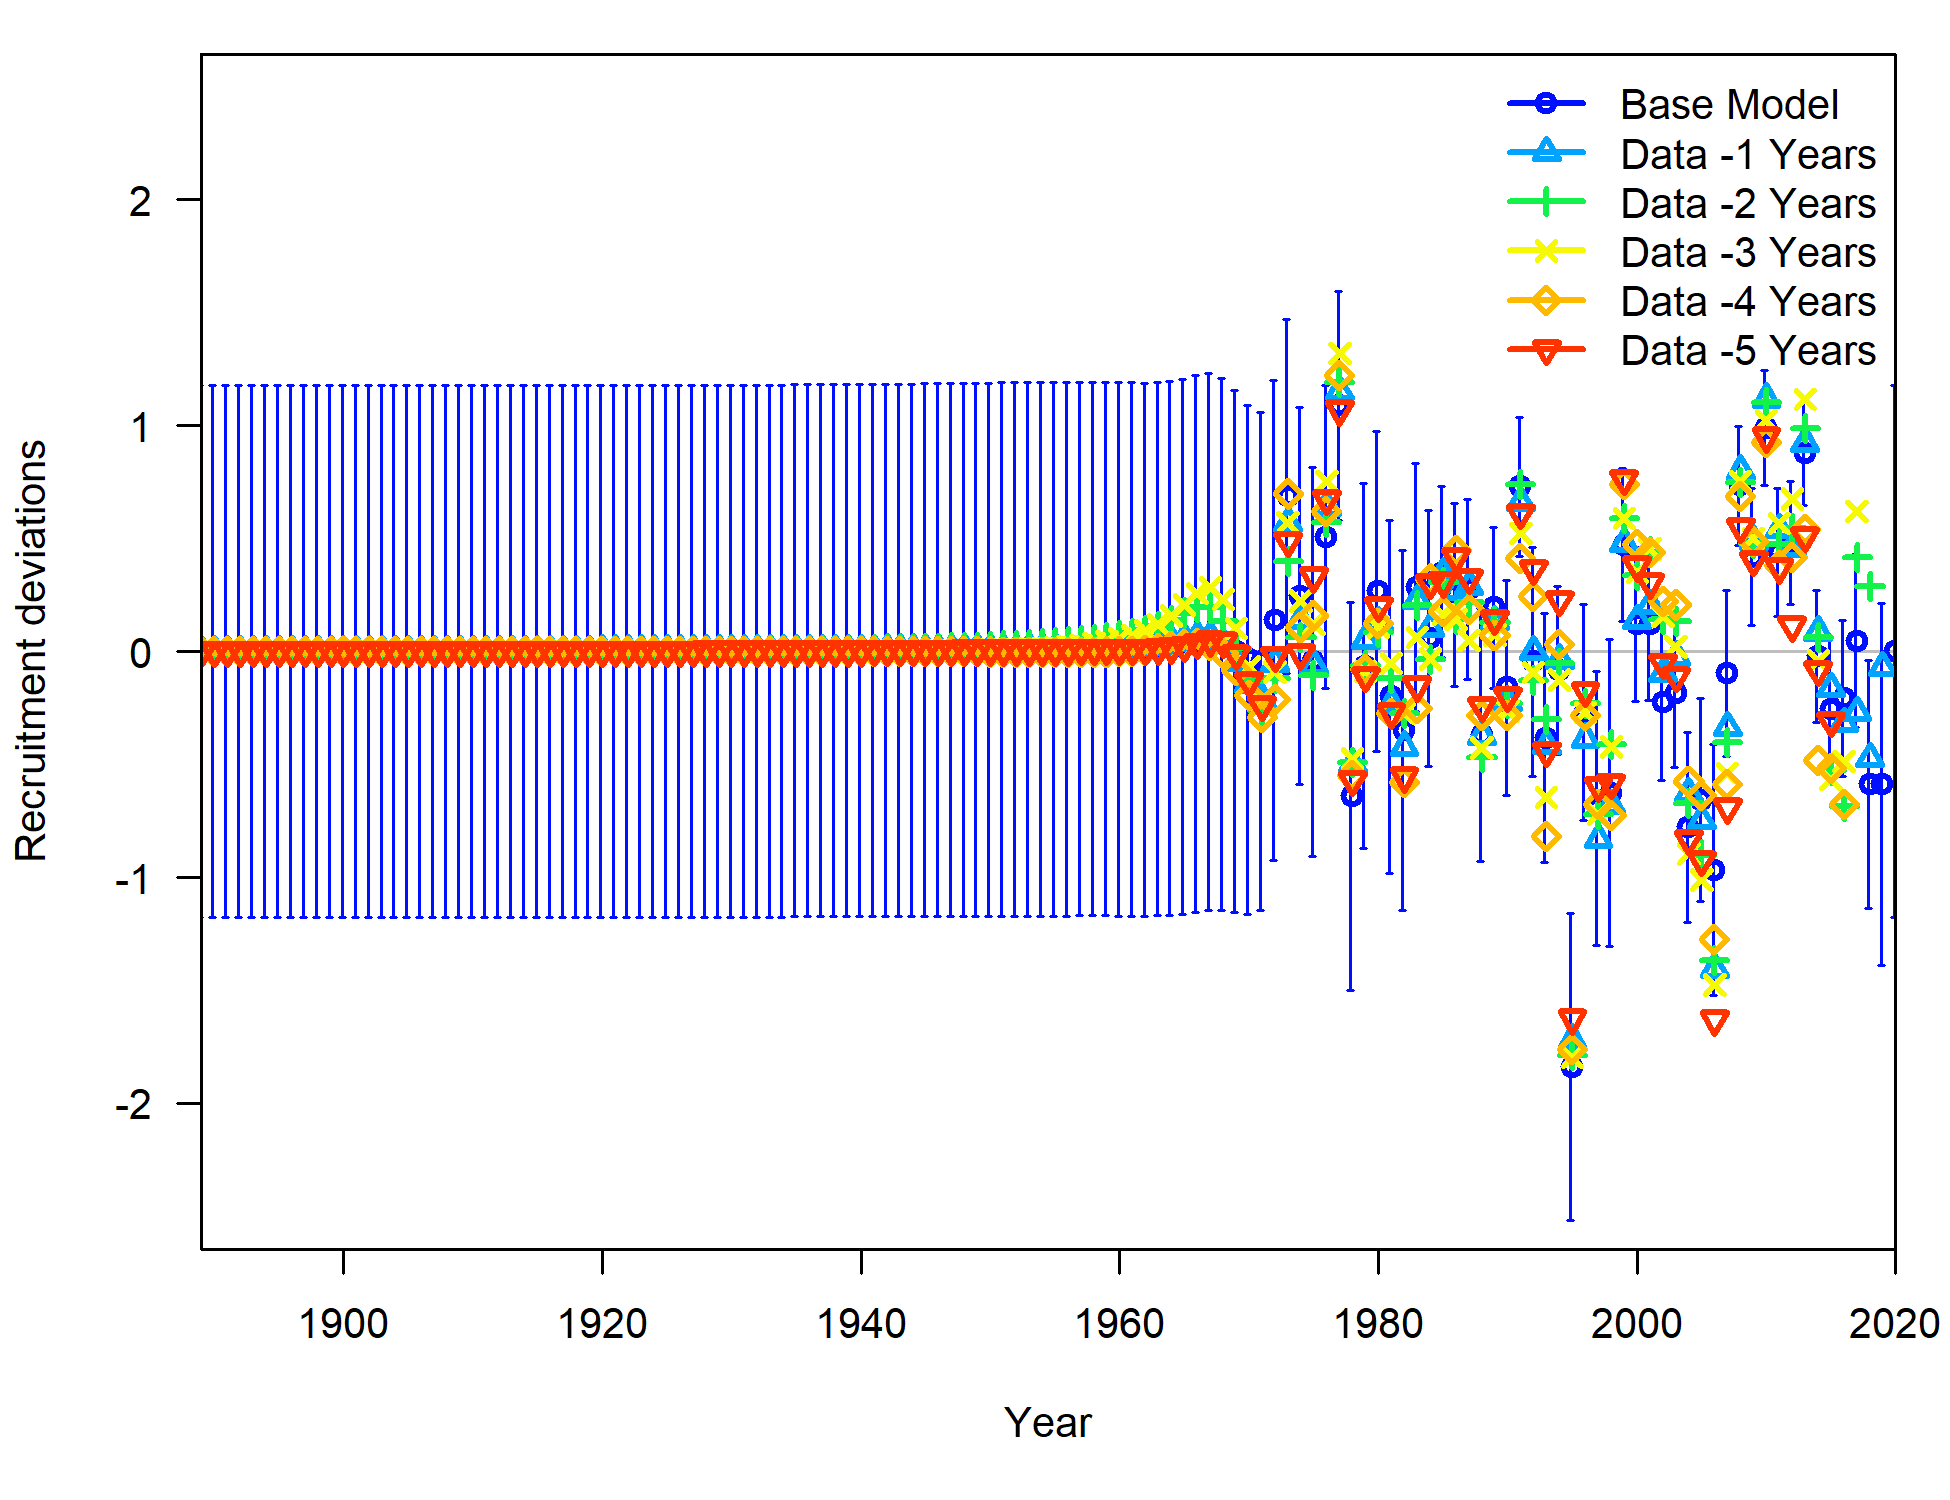 Base Model
Data -1 Years
Data -2 Years
Data -3 Years
Data -4 Years
Data -5 Years
Recruitment deviations
2
1
0
-1
-2
1900 1920 1940 1960 1980 2000 2020
Year